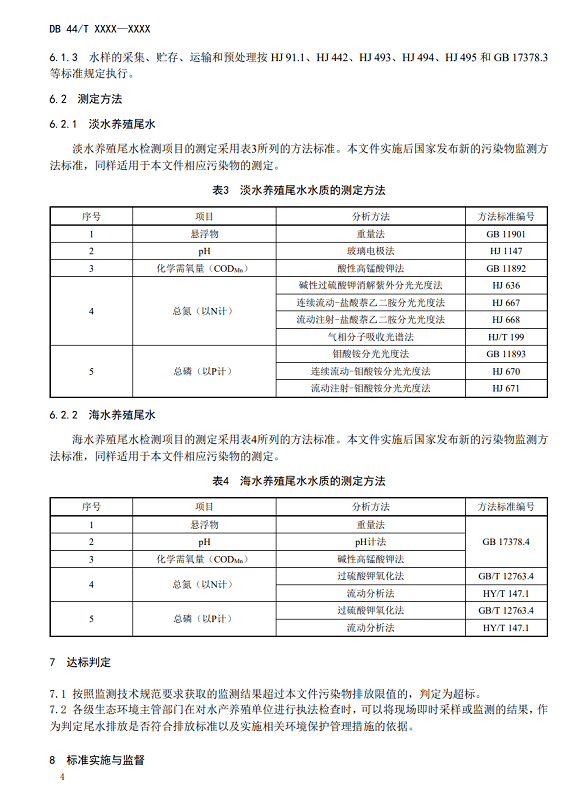 DB 44/T XXXX—XXXX
6.1.3 水样的采集、贮存、运输和预处理按 HJ 91.1、HJ 442、HJ 493、HJ 494、HJ 495 和 GB 17378.3
等标准规定执行。
6.2 测定方法
6.2.1 淡水养殖尾水
淡水养殖尾水检测项目的测定采用表3所列的方法标准。本文件实施后国家发布新的污染物监测方
法标准，同样适用于本文件相应污染物的测定。
表3 淡水养殖尾水水质的测定方法
序号 项目 分析方法 方法标准编号
1 悬浮物 重量法 GB 11901
2 pH 玻璃电极法 HJ 1147
3 化学需氧量（CODMn） 酸性高锰酸钾法 GB 11892
4 总氮（以N计） 碱性过硫酸钾消解紫外分光光度法 HJ 636
连续流动-盐酸萘乙二胺分光光度法 HJ 667
流动注射-盐酸萘乙二胺分光光度法 HJ 668
气相分子吸收光谱法 HJ/T 199
5 总磷（以P计） 钼酸铵分光光度法 GB 11893
连续流动-钼酸铵分光光度法 HJ 670
流动注射-钼酸铵分光光度法 HJ 671
6.2.2 海水养殖尾水
海水养殖尾水检测项目的测定采用表4所列的方法标准。本文件实施后国家发布新的污染物监测方
法标准，同样适用于本文件相应污染物的测定。
表4 海水养殖尾水水质的测定方法
序号 项目 分析方法 方法标准编号
1 悬浮物 重量法 GB 17378.4
2 pH pH计法
3 化学需氧量（CODMn） 碱性高锰酸钾法
4 总氮（以N计） 过硫酸钾氧化法 GB/T 12763.4
流动分析法 HY/T 147.1
5 总磷（以P计） 过硫酸钾氧化法 GB/T 12763.4
流动分析法 HY/T 147.1
7 达标判定
7.1 按照监测技术规范要求获取的监测结果超过本文件污染物排放限值的，判定为超标。
7.2 各级生态环境主管部门在对水产养殖单位进行执法检查时，可以将现场即时采样或监测的结果，作
为判定尾水排放是否符合排放标准以及实施相关环境保护管理措施的依据。
8 标准实施与监督
4